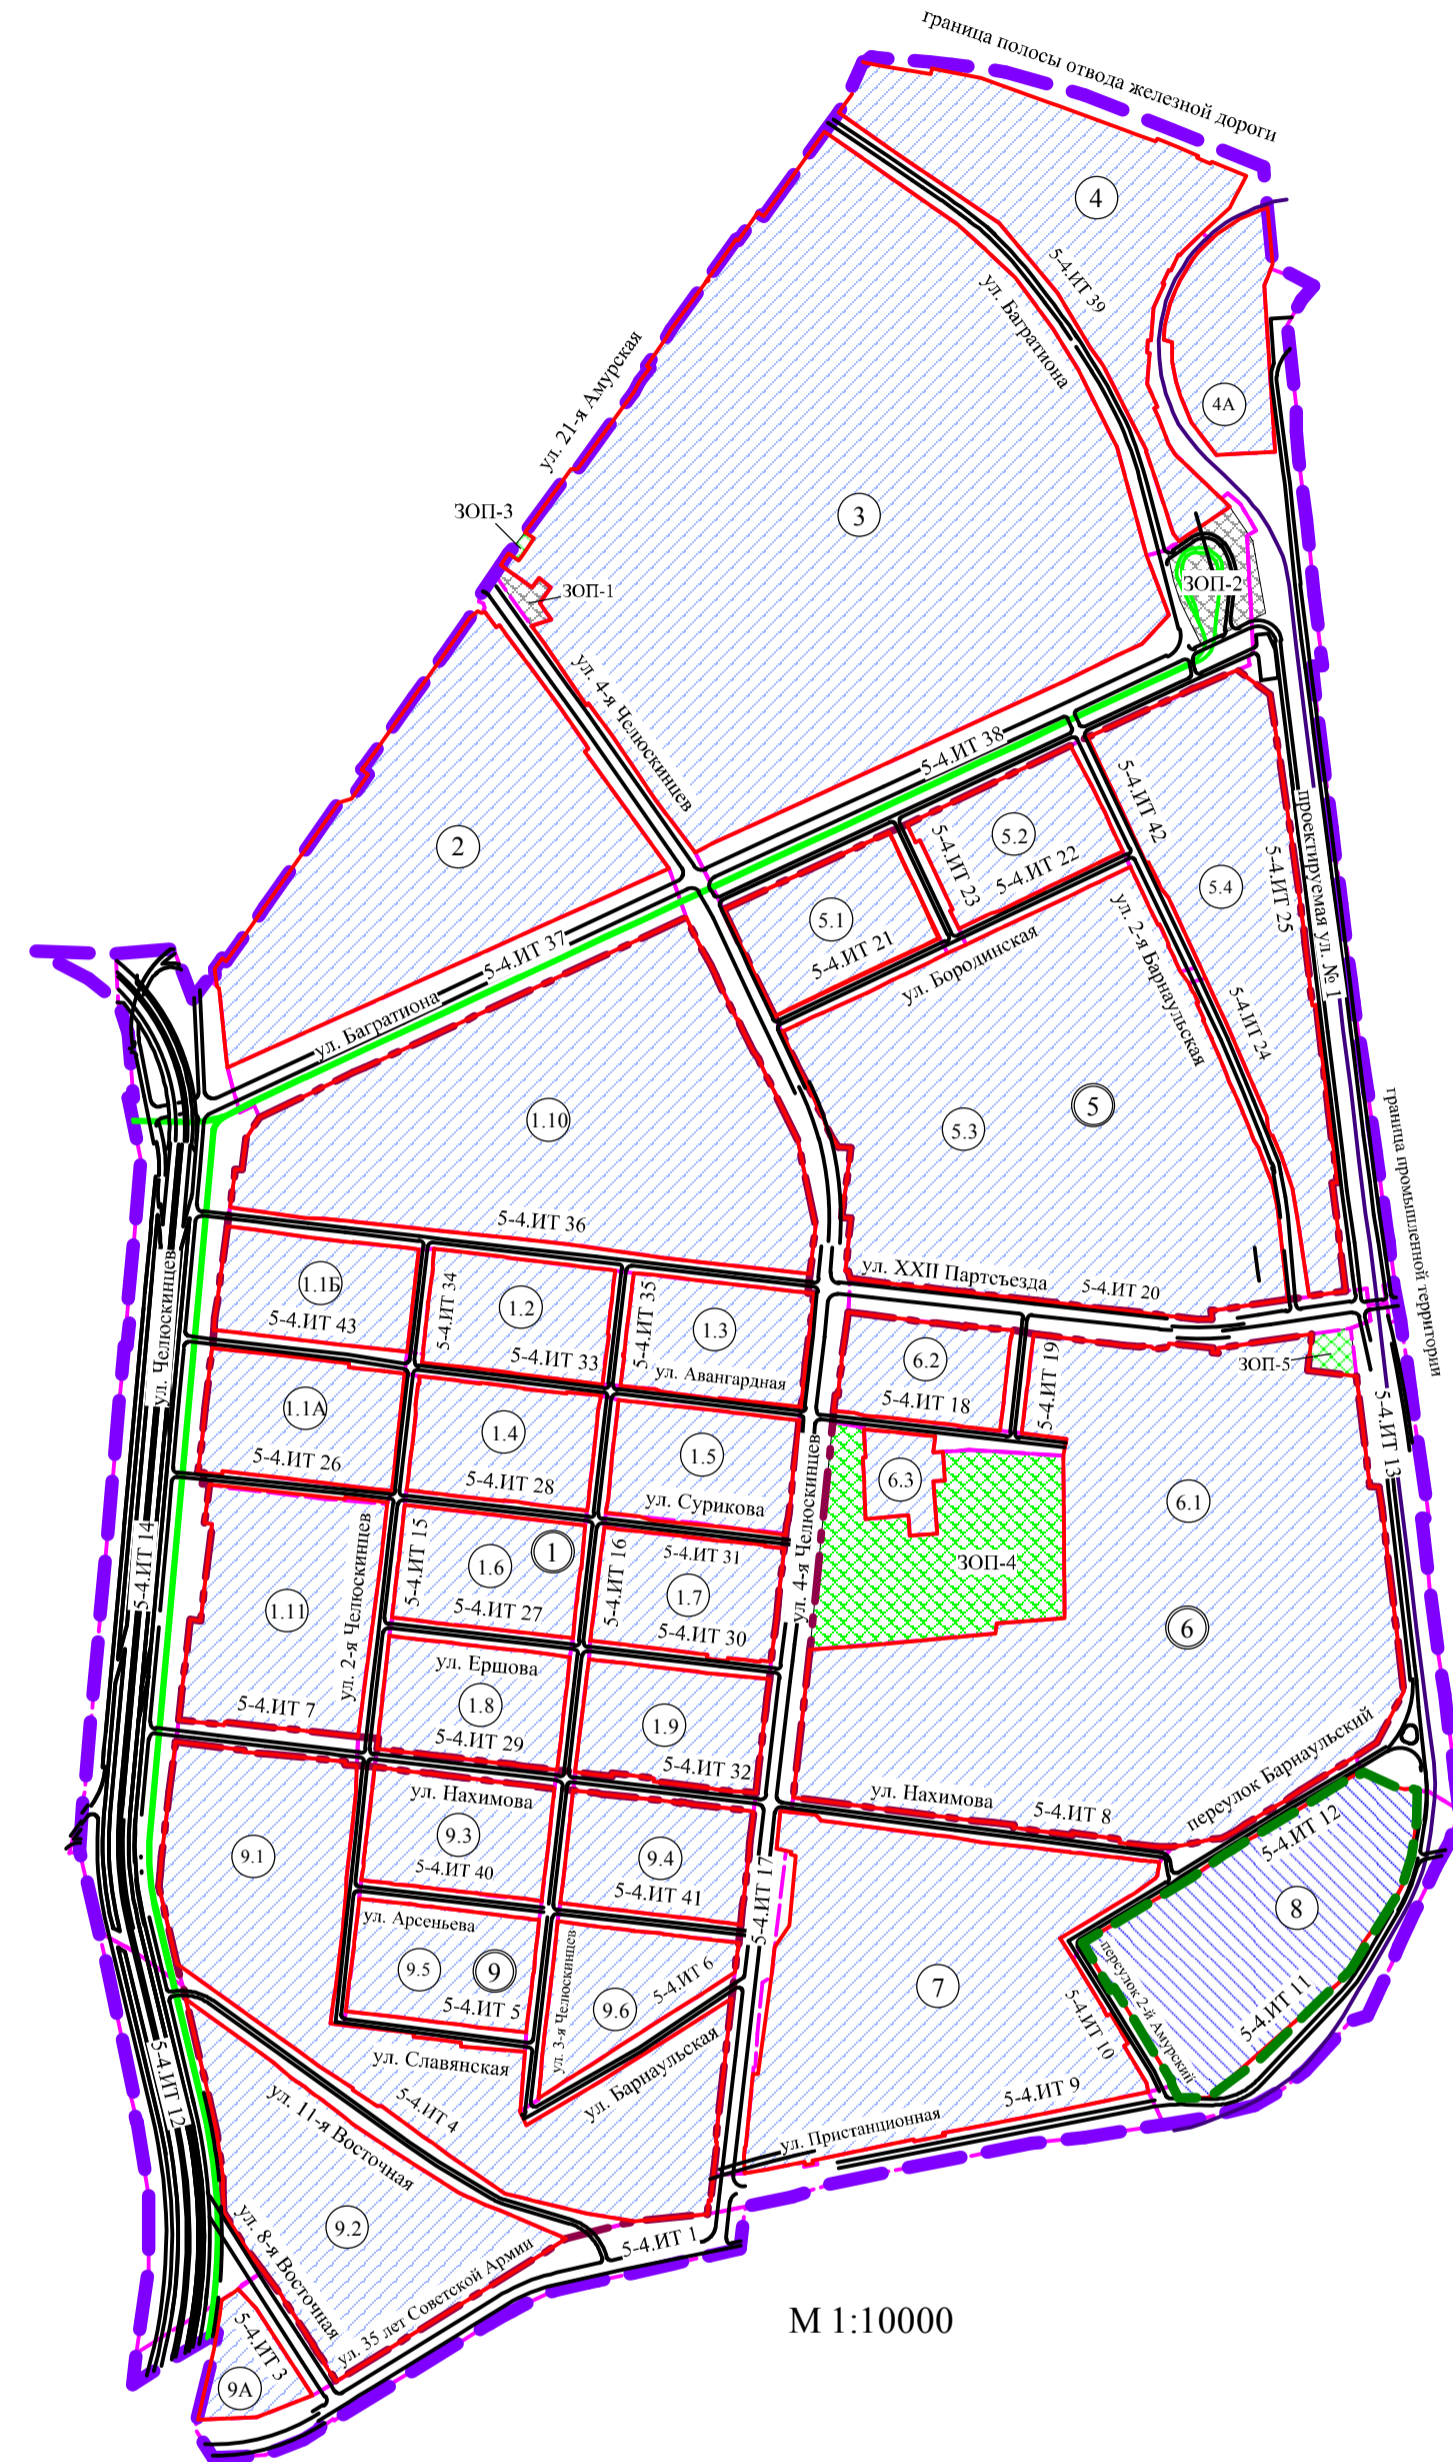 граница полосы отвода железной дороги
4
5-4.ИТ 39
ул. Багратиона
4А
ул. 21-я Амурская
3
ЗОП-3
ЗОП-1
ЗОП-2
ул. 4-я Челюскинцев
5-4.ИТ 38
2
5-4.ИТ 42
5.2
5-4.ИТ 23
5-4.ИТ 22
5.4
5-4.ИТ 25
проектируемая ул. № 1
5.1
5-4.ИТ 21
ул. Бородинская
ул. 2-я Барнаульская
5-4.ИТ 24
5-4.ИТ 37
ул. Багратиона
1.10
5.3
5
граница промышленной территории
5-4.ИТ 36
ул. XXII Партсъезда
5-4.ИТ 20
ул. Челюскинцев
1.1Б
5-4.ИТ 43
5-4.ИТ 34
1.2
5-4.ИТ 33
5-4.ИТ 35
1.3
ул. Авангардная
6.2
5-4.ИТ 18
5-4.ИТ 19
ЗОП-5
5-4.ИТ 13
1.1А
5-4.ИТ 26
1.4
5-4.ИТ 28
1.5
ул. Сурикова
ул. 4-я Челюскинцев
6.3
6.1
ЗОП-4
6
5-4.ИТ 14
1.11
ул. 2-я Челюскинцев
5-4.ИТ 15
1.6
1
5-4.ИТ 27
5-4.ИТ 16
5-4.ИТ 31
1.7
5-4.ИТ 30
5-4.ИТ 7
ул. Ершова
1.8
5-4.ИТ 29
1.9
5-4.ИТ 32
ул. Нахимова
5-4.ИТ 8
переулок Барнаульский
5-4.ИТ 12
8
5-4.ИТ 11
9.1
ул. Нахимова
9.3
5-4.ИТ 40
9.4
5-4.ИТ 41
5-4.ИТ 17
ул. Арсеньева
9.5
9
5-4.ИТ 5
ул. 3-я Челюскинцев
9.6
5-4.ИТ 6
7
переулок 2-й Амурский
5-4.ИТ 10
5-4.ИТ 12
ул. Славянская
ул. Барнаульская
5-4.ИТ 9
ул. Пристанционная
ул. 11-я Восточная
5-4.ИТ 4
9.2
ул. 8-я Восточная
5-4.ИТ 1
ул. 35 лет Советской Армии
5-4.ИТ 3
9А
М 1:10000